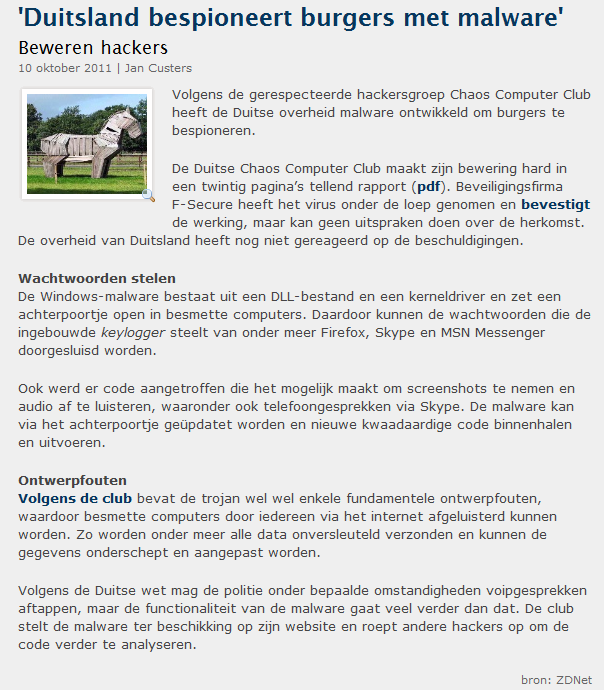 'Duitsland bespioneert burgers met malware'
Beweren hackers
10 oktober 2011 | Jan Custers
Volgens de gerespecteerde hackersgroep Chaos Computer Club
heeft de Duitse overheid malware ontwikkeld om burgers te
bespioneren.
De Duitse Chaos Computer Club maakt zijn bewering hard in
een twintig pagina's tellend rapport (pdf). Beveiligingsfirma
F-Secure heeft het virus onder de loep genomen en bevestigt
de werking, maar kan geen uitspraken doen over de herkomst.
De overheid van Duitsland heeft nog niet gereageerd op de beschuldigingen.
Wachtwoorden stelen
De Windows-malware bestaat uit een DLL-bestand en een kerneldriver en zet een
achterpoortje open in besmette computers. Daardoor kunnen de wachtwoorden die de
ingebouwde keylogger steelt van onder meer Firefox, Skype en MSN Messenger
doorgesluisd worden.
Ook werd er code aangetroffen die het mogelijk maakt om screenshots te nemen en
audio af te luisteren, waaronder ook telefoongesprekken via Skype. De malware kan
via het achterpoortje geüpdatet worden en nieuwe kwaadaardige code binnenhalen
en uitvoeren.
Ontwerpfouten
Volgens de club bevat de trojan wel wel enkele fundamentele ontwerpfouten,
waardoor besmette computers door iedereen via het internet afgeluisterd kunnen
worden. Zo worden onder meer alle data onversleuteld verzonden en kunnen de
gegevens onderschept en aangepast worden.
Volgens de Duitse wet mag de politie onder bepaalde omstandigheden voipgesprekken
aftappen, maar de functionaliteit van de malware gaat veel verder dan dat. De club
stelt de malware ter beschikking op zijn website en roept andere hackers op om de
code verder te analyseren.
bron: ZDNet